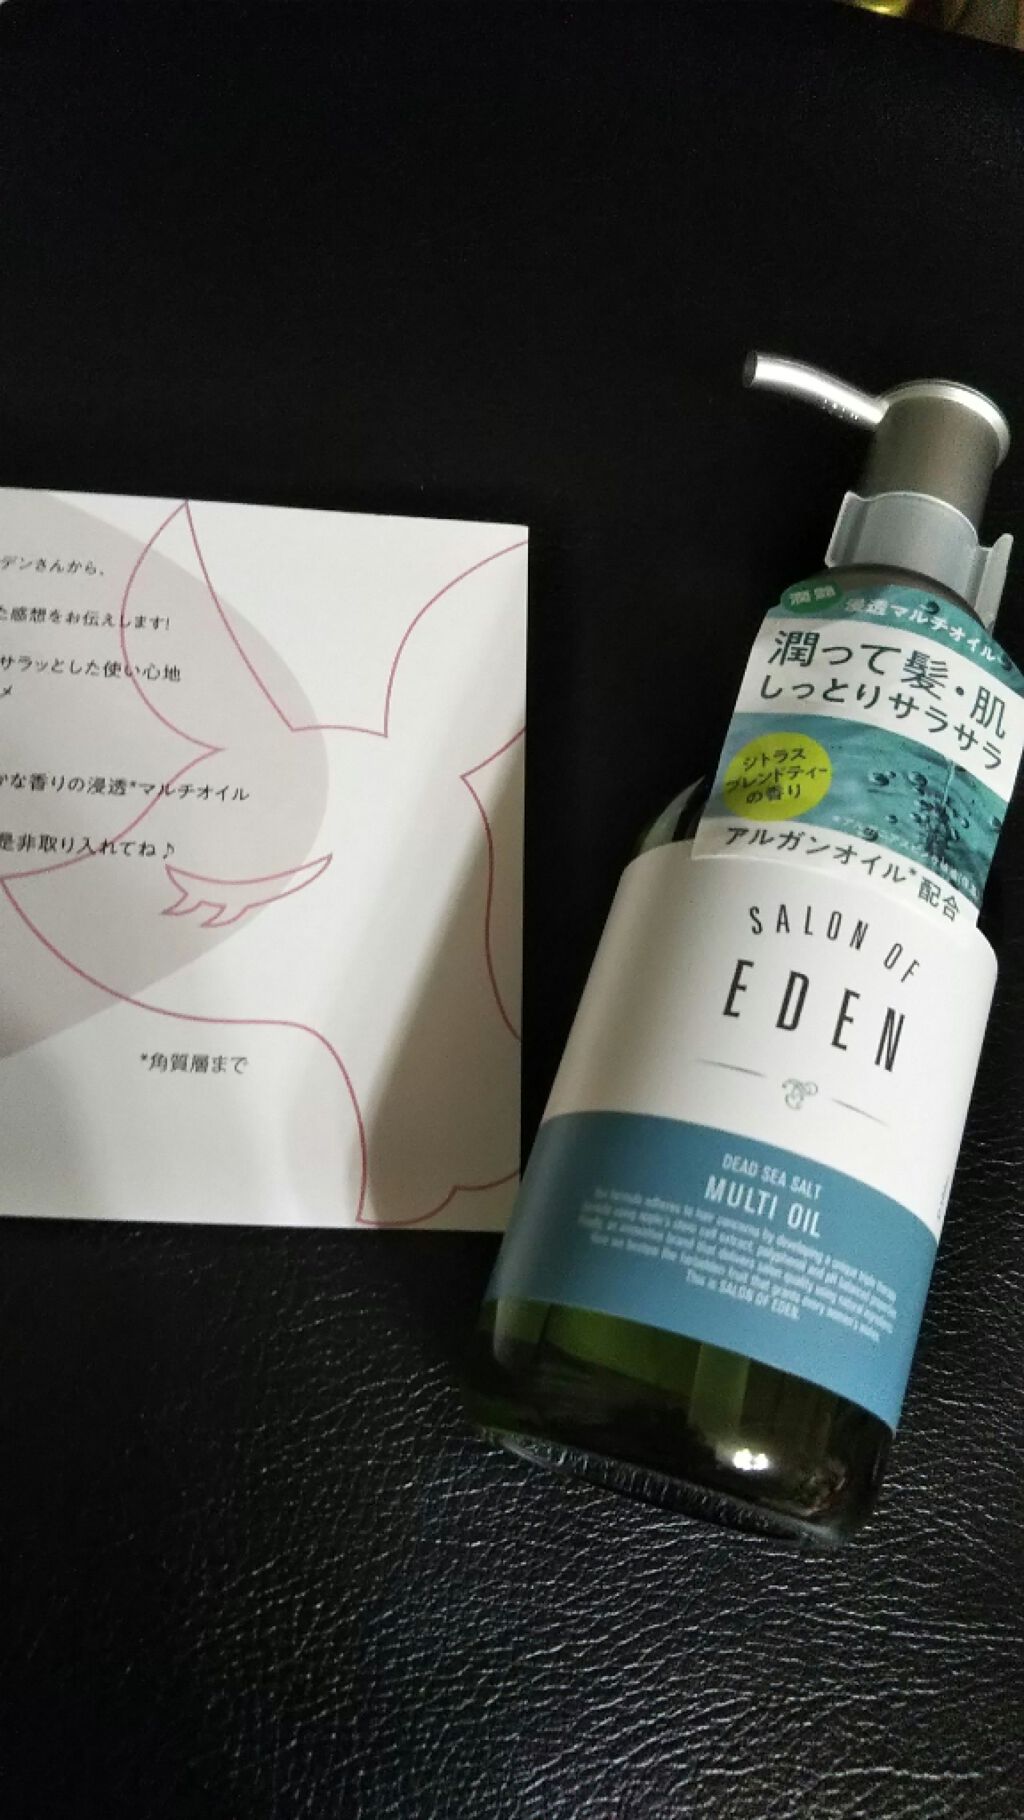 デンさんから、
た感想をお伝えします!
サラッとした使い心地
メ
かな香りの浸透*マルチオイル
是非取り入れてね♪
*角質層まで
潤艶 浸透マルチオイル
潤って髪・肌
しっとりサラサラ
シトラス
ブレンドティー
の香り
アルガンオイル*配合
SALON OF
EDEN
DEAD SEA SALT
MULTI OIL
This is SALON OF EDEN.